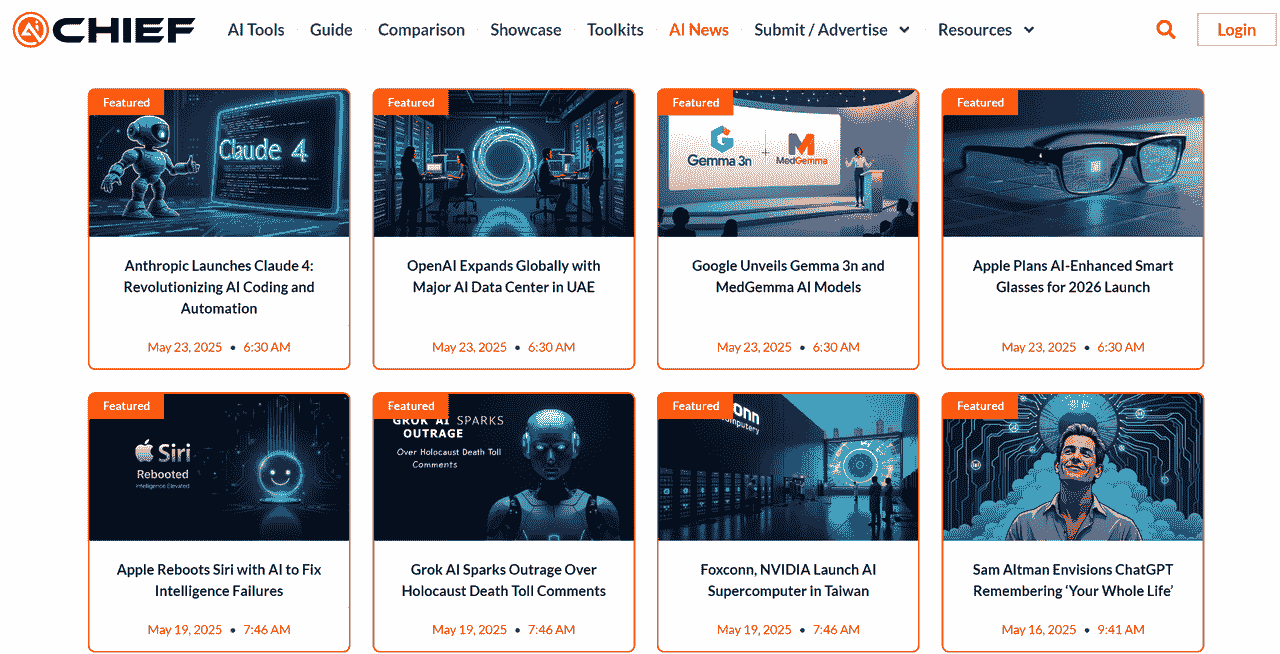 Ai CHIEF
AI Tools
Guide
Comparison
Showcase
Toolkits
AI News
Submit / Advertise
Resources
Login
Featured
Claude 4
Anthropic Launches Claude 4:
Revolutionizing AI Coding and
Automation
May 23, 2025 • 6:30 AM
Featured
OpenAI Expands Globally with
Major AI Data Center in UAE
May 23, 2025 • 6:30 AM
Featured
Gemma 3n
MedGemma
Google Unveils Gemma 3n and
MedGemma AI Models
May 23, 2025 • 6:30 AM
Featured
Apple Plans AI-Enhanced Smart
Glasses for 2026 Launch
May 23, 2025 • 6:30 AM
Featured
Siri
Rebooted
Intelligence Elevated
Apple Reboots Siri with AI to Fix
Intelligence Failures
May 19, 2025 • 7:46 AM
Featured
GROK AI SPARKS
OUTRAGE
Over Holocaust Death Toll
Comments
Grok AI Sparks Outrage Over
Holocaust Death Toll Comments
May 19, 2025 • 7:46 AM
Featured
Foxconn, NVIDIA Launch AI
Supercomputer in Taiwan
May 19, 2025 • 7:46 AM
Featured
Sam Altman Envisions ChatGPT
Remembering ‘Your Whole Life’
May 16, 2025 • 9:41 AM